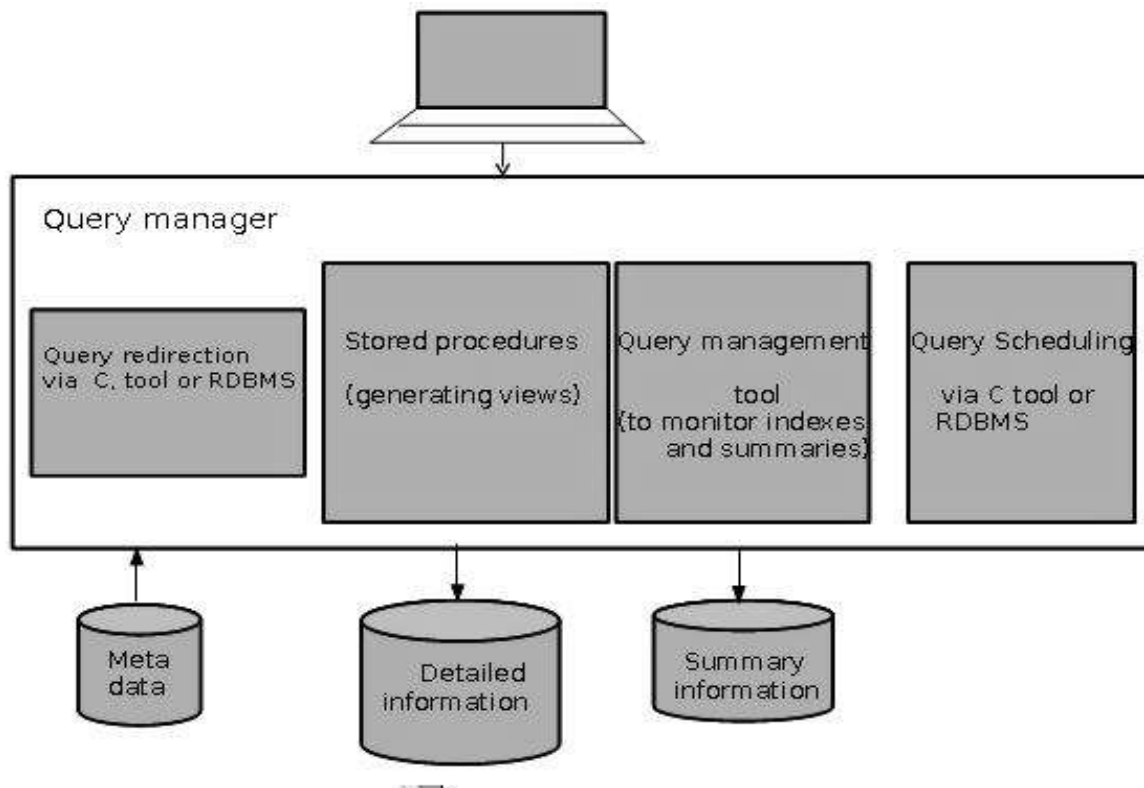 Query manager
Query redirection
via C, tool or RDBMS
Stored procedures
(generating views)
Query management
tool
(to monitor indexes
and summaries)
Query Scheduling
via C tool or
RDBMS
Meta
data
Detailed
information
Summary
information